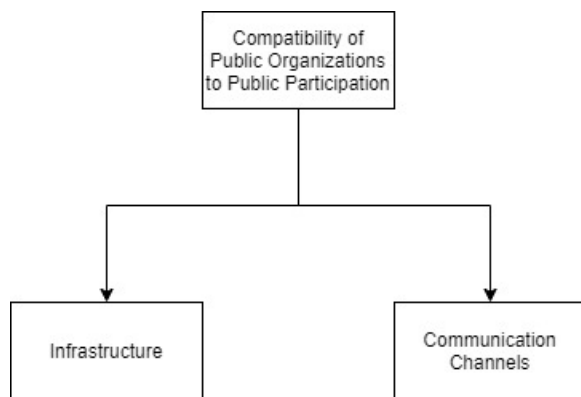 Compatibility of
Public Organizations
to Public Participation
Infrastructure
Communication
Channels